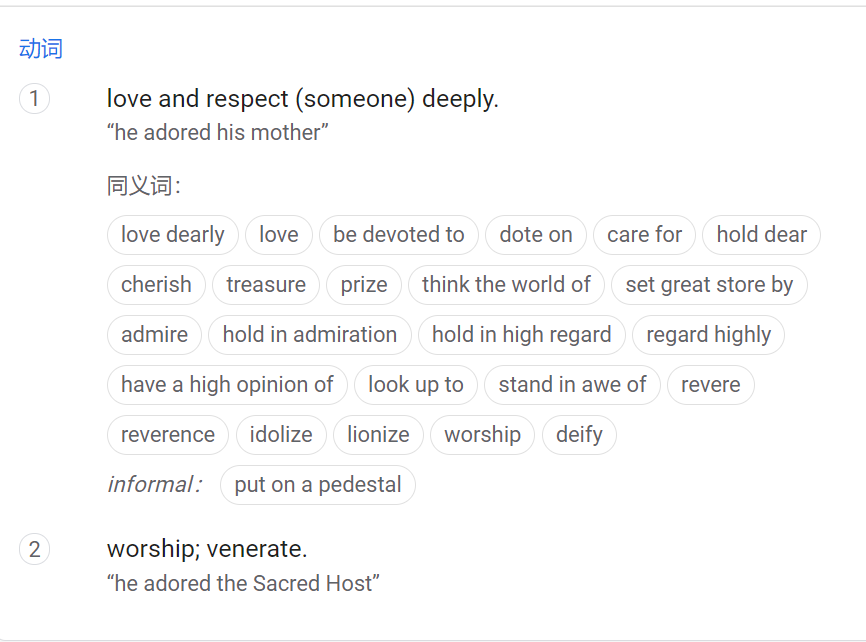 动词
1 love and respect (someone) deeply.
“he adored his mother”
同义词：
love dearly love be devoted to dote on care for hold dear
cherish treasure prize think the world of set great store by
admire hold in admiration hold in high regard regard highly
have a high opinion of look up to stand in awe of revere
reverence idolize lionize worship deify
informal： put on a pedestal
2 worship; venerate.
“he adored the Sacred Host”